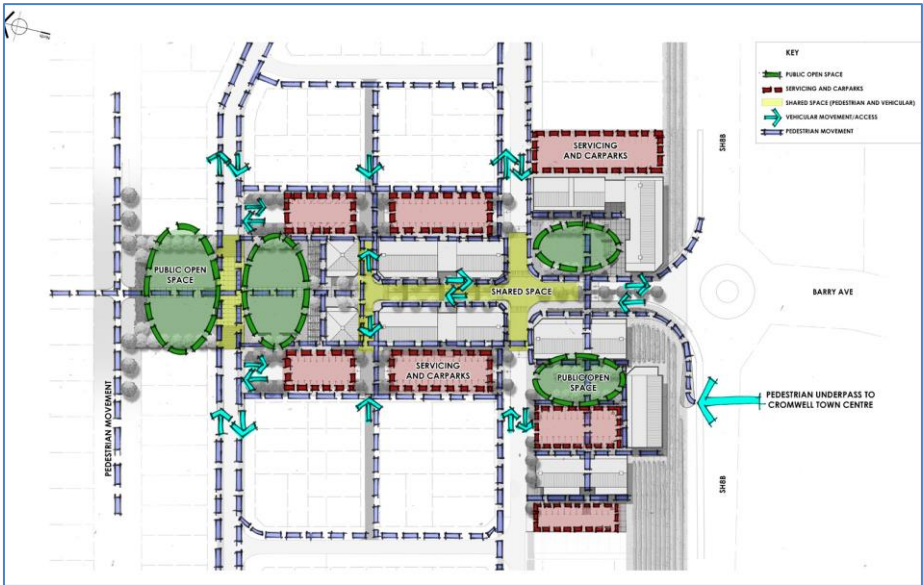 KEY
PUBLIC OPEN SPACE
SERVICING AND CARPARKS
SHARED SPACE (PEDESTRIAN AND VEHICULAR)
VEHICULAR MOVEMENT/ACCESS
PEDESTRIAN MOVEMENT
SH8B
SERVICING
AND CARPARKS
PUBLIC OPEN
SPACE
SHARED SPACE
BARRY AVE
SERVICING
AND CARPARKS
PUBLIC OPEN
SPACE
PEDESTRIAN UNDERPASS TO
CROMWELL TOWN CENTRE
PEDESTRIAN MOVEMENT
SH8B